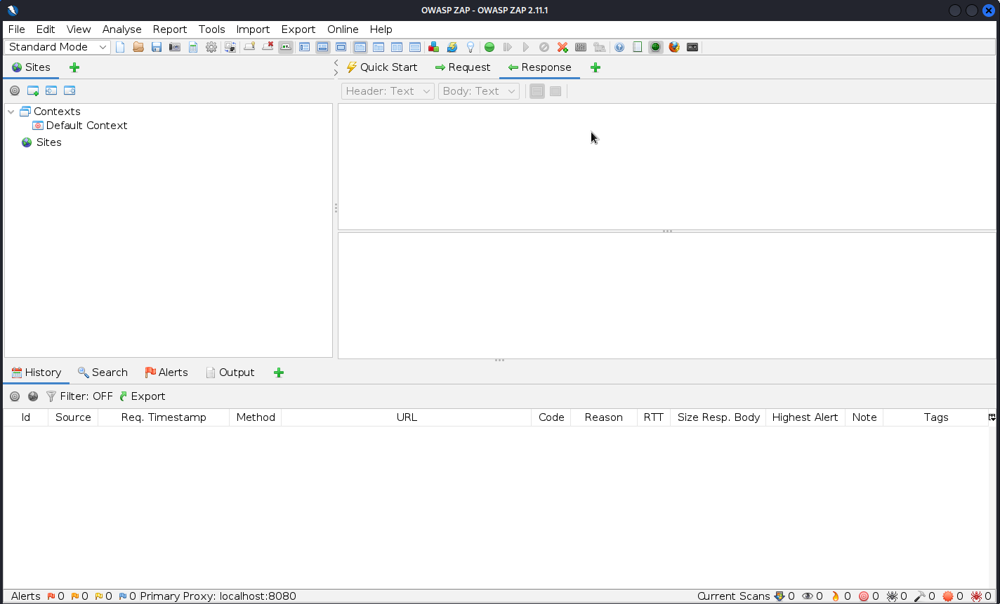 OWASP ZAP - OWASP ZAP 2.11.1
File Edit View Analyse Report Tools Import Export Online Help
Standard Mode
Sites
Quick Start Request Response
Header: Text Body: Text
Contexts
Default Context
Sites
History Search Alerts Output
Filter: OFF Export
Id Source Req. Timestamp Method URL Code Reason RTT Size Resp. Body Highest Alert Note Tags
Alerts 0 0 0 0 Primary Proxy: localhost:8080 Current Scans 0 0 0 0 0 0 0 0